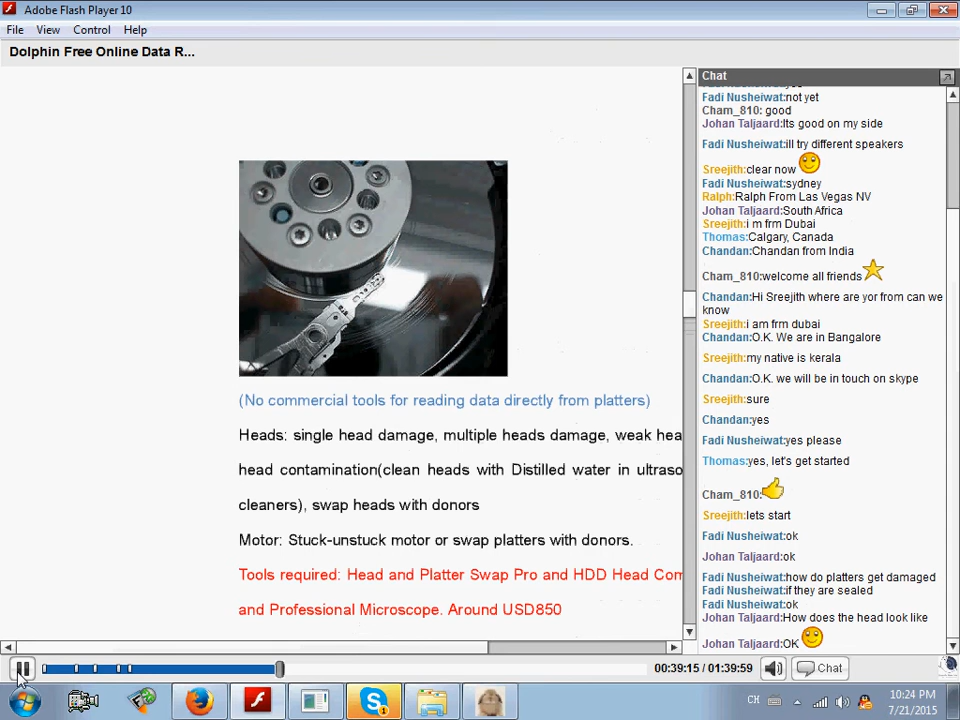 Adobe Flash Player 10
File View Control Help
Dolphin Free Online Data R...
(No commercial tools for reading data directly from platters)
Heads: single head damage, multiple heads damage, weak hea
head contamination(clean heads with Distilled water in ultraso
cleaners), swap heads with donors
Motor: Stuck-unstuck motor or swap platters with donors.
Tools required: Head and Platter Swap Pro and HDD Head Com
and Professional Microscope. Around USD850
Chat
Fadi Nusheiwat:not yet
Cham_810: good
Johan Taljaard:Its good on my side
Fadi Nusheiwat:ill try different speakers
Sreejith:clear now
Fadi Nusheiwat:sydney
Ralph:Ralph From Las Vegas NV
Johan Taljaard:South Africa
Sreejith:i m frm Dubai
Thomas:Calgary, Canada
Chandan:Chandan from India
Cham_810:welcome all friends
Chandan:Hi Sreejith where are yor from can we
know
Sreejith:i am frm dubai
Chandan:O.K. We are in Bangalore
Sreejith:my native is kerala
Chandan:O.K. we will be in touch on skype
Sreejith:sure
Chandan:yes
Fadi Nusheiwat:yes please
Thomas:yes, let's get started
Cham_810:
Sreejith:lets start
Fadi Nusheiwat:ok
Johan Taljaard:ok
Fadi Nusheiwat:how do platters get damaged
Fadi Nusheiwat:if they are sealed
Fadi Nusheiwat:ok
Johan Taljaard:How does the head look like
Johan Taljaard:OK
00:39:15 / 01:39:59
Chat
CH
10:24 PM
7/21/2015